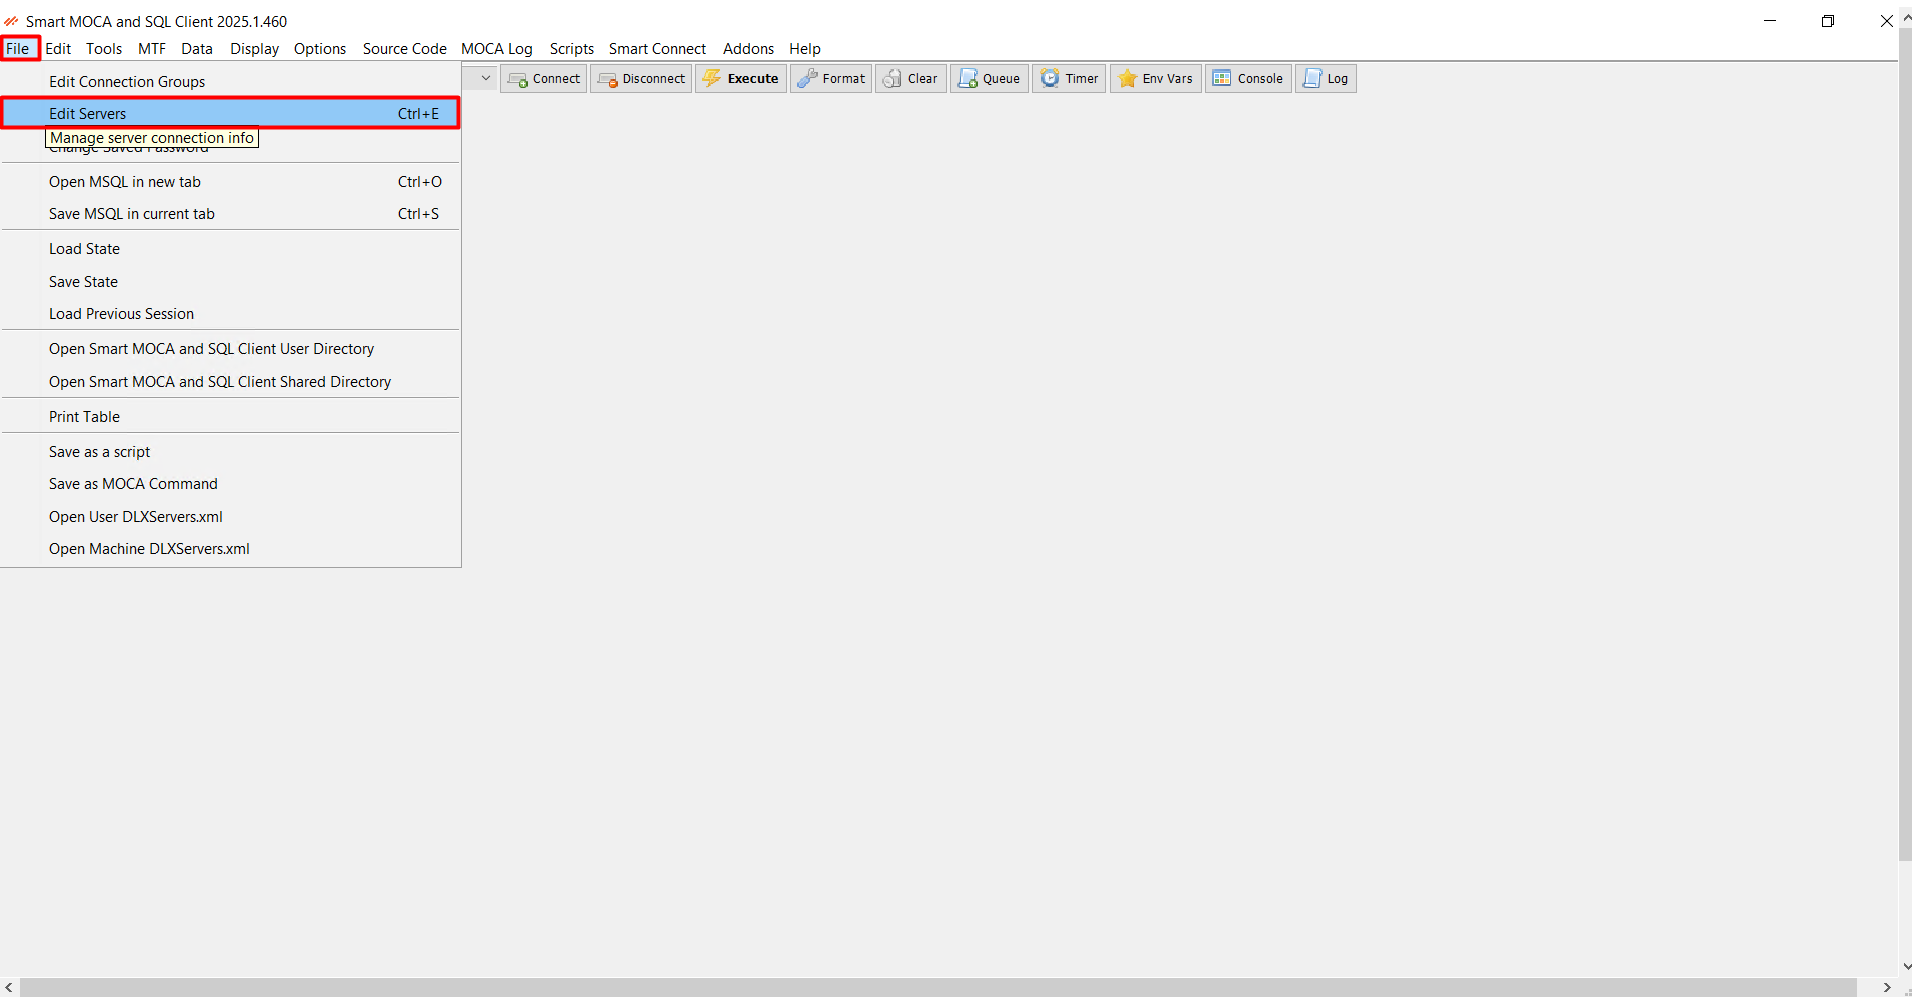 Smart MOCA and SQL Client 2025.1.460
File Edit Tools MTF Data Display Options Source Code MOCA Log Scripts Smart Connect Addons Help
Connect Disconnect Execute Format Clear Queue Timer Env Vars Console Log
Edit Connection Groups
Edit Servers Ctrl+E
Manage server connection info
Change Saved Password
Open MSQL in new tab Ctrl+O
Save MSQL in current tab Ctrl+S
Load State
Save State
Load Previous Session
Open Smart MOCA and SQL Client User Directory
Open Smart MOCA and SQL Client Shared Directory
Print Table
Save as a script
Save as MOCA Command
Open User DLXServers.xml
Open Machine DLXServers.xml